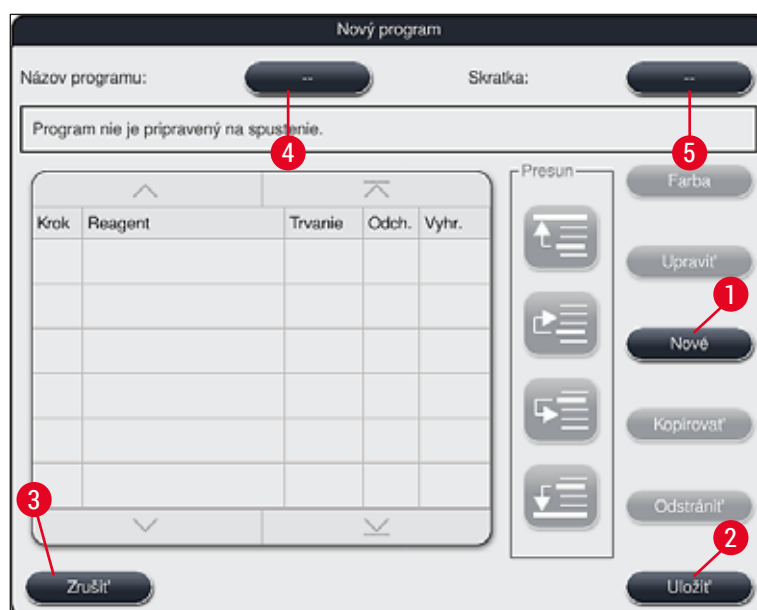 Nový program
Názov programu: -- Skratka: --
4 5
Program nie je pripravený na spustenie.
Presun
Farba
Krok Reagent Trvanie Odch. Vyhr.
Upraviť
1
Nové
Kopírovať
Odstrániť
3
2
Zrušiť Uložiť